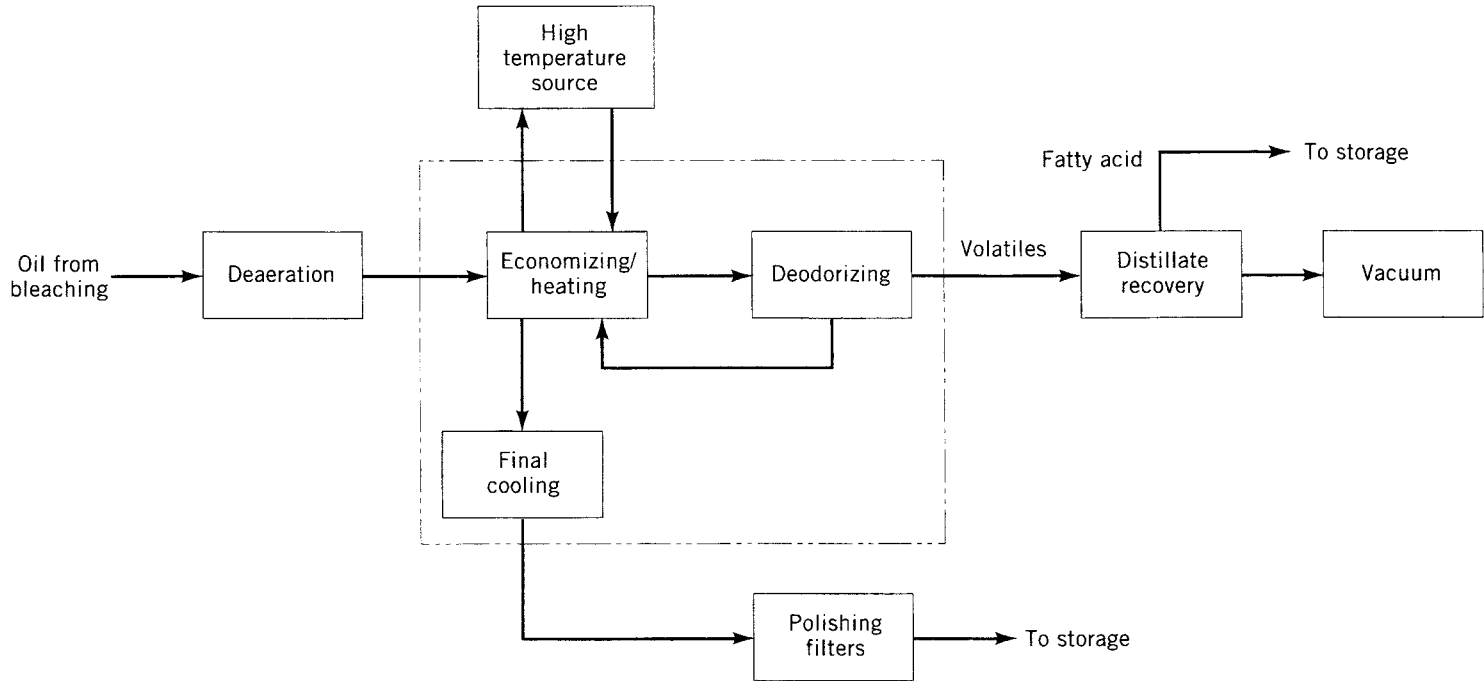 High
temperature
source
Fatty acid
To storage
Oil from
bleaching
Deaeration
Economizing/
heating
Deodorizing
Volatiles
Distillate
recovery
Vacuum
Final
cooling
Polishing
filters
To storage